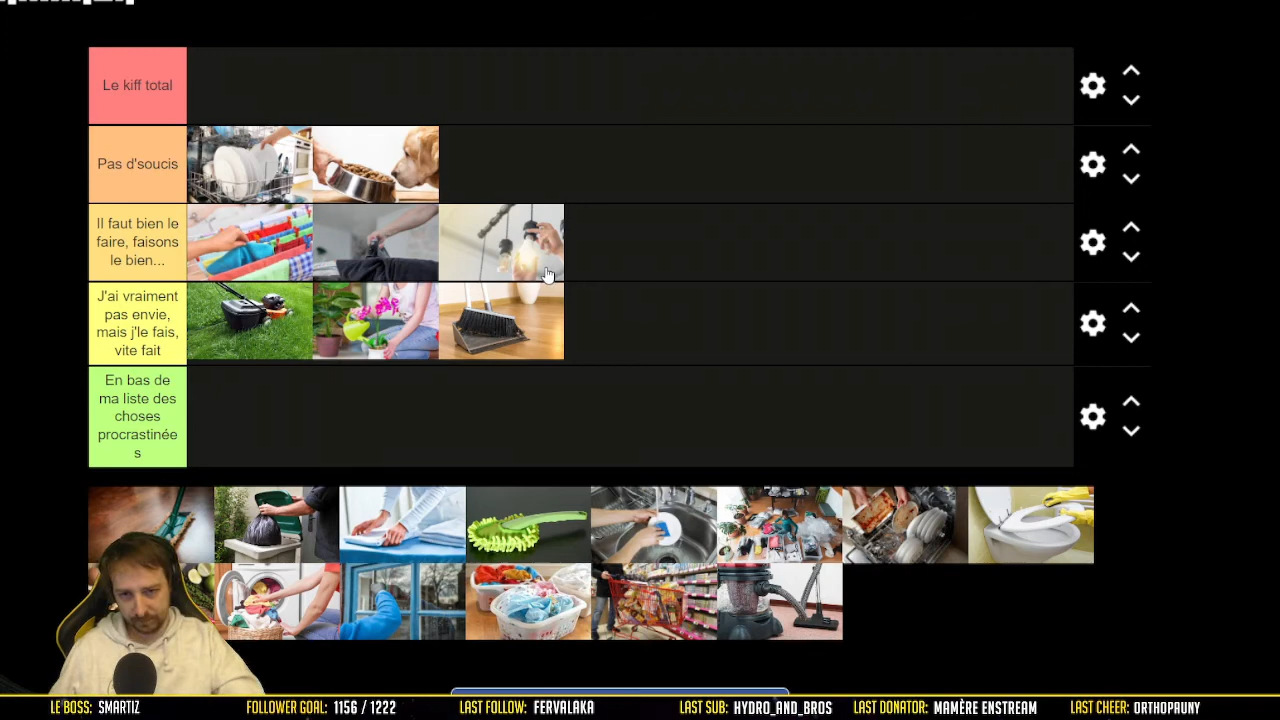 Le kiff total
Pas d'soucis
Il faut bien le
faire, faisons
le bien...
J'ai vraiment
pas envie,
mais j'le fais,
vite fait
En bas de
ma liste des
choses
procrastinée
s
LE BOSS: SMARTIZ FOLLOWER GOAL: 1156 / 1222 LAST FOLLOW: FERVALAKA LAST SUB: HYDRO_AND_BROS LAST DONATOR: MAMÈRE ENSTREAM LAST CHEER: ORTHOPAUNY